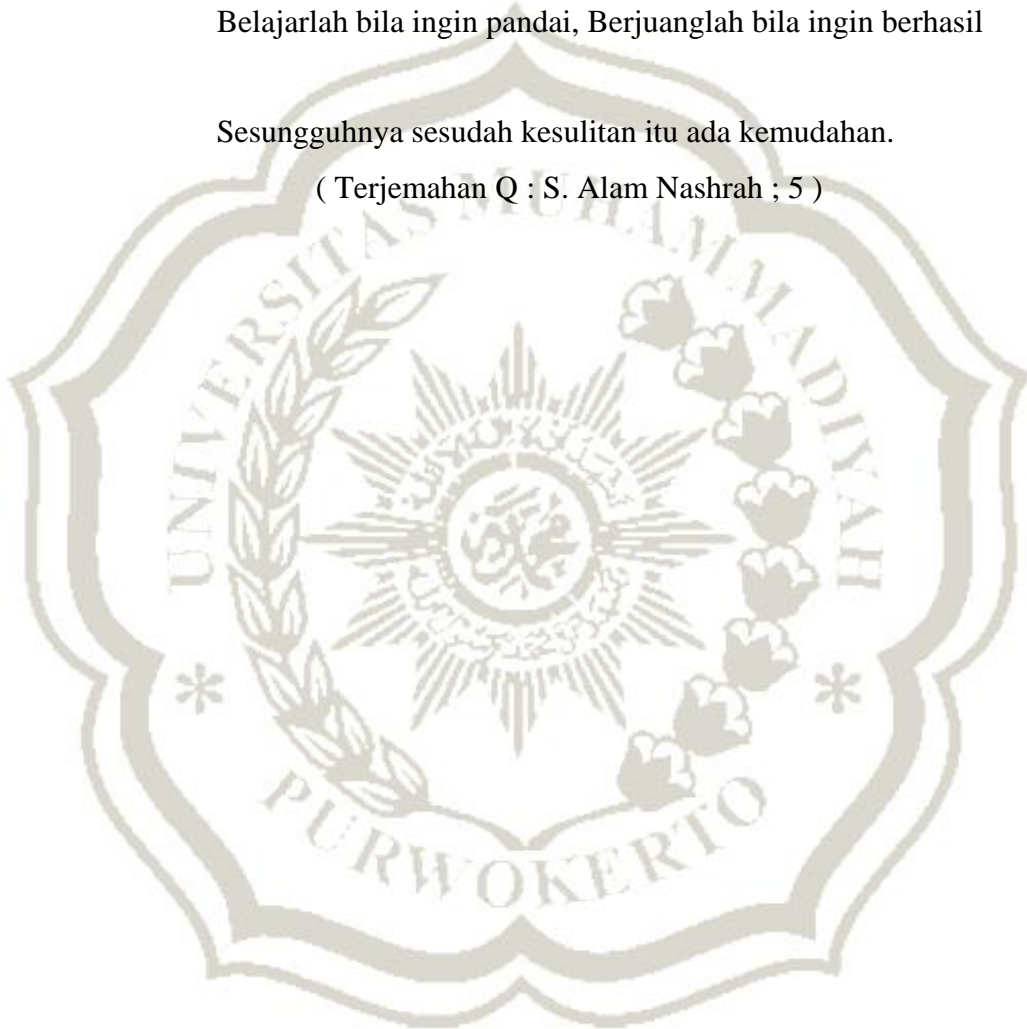 Belajarlah bila ingin pandai, Berjuanglah bila ingin berhasil
Sesungguhnya sesudah kesulitan itu ada kemudahan.
( Terjemahan Q : S. Alam Nashrah ; 5 )
UNIVERSITAS MUHAMMADIYAH
* *
PURWOKERTO